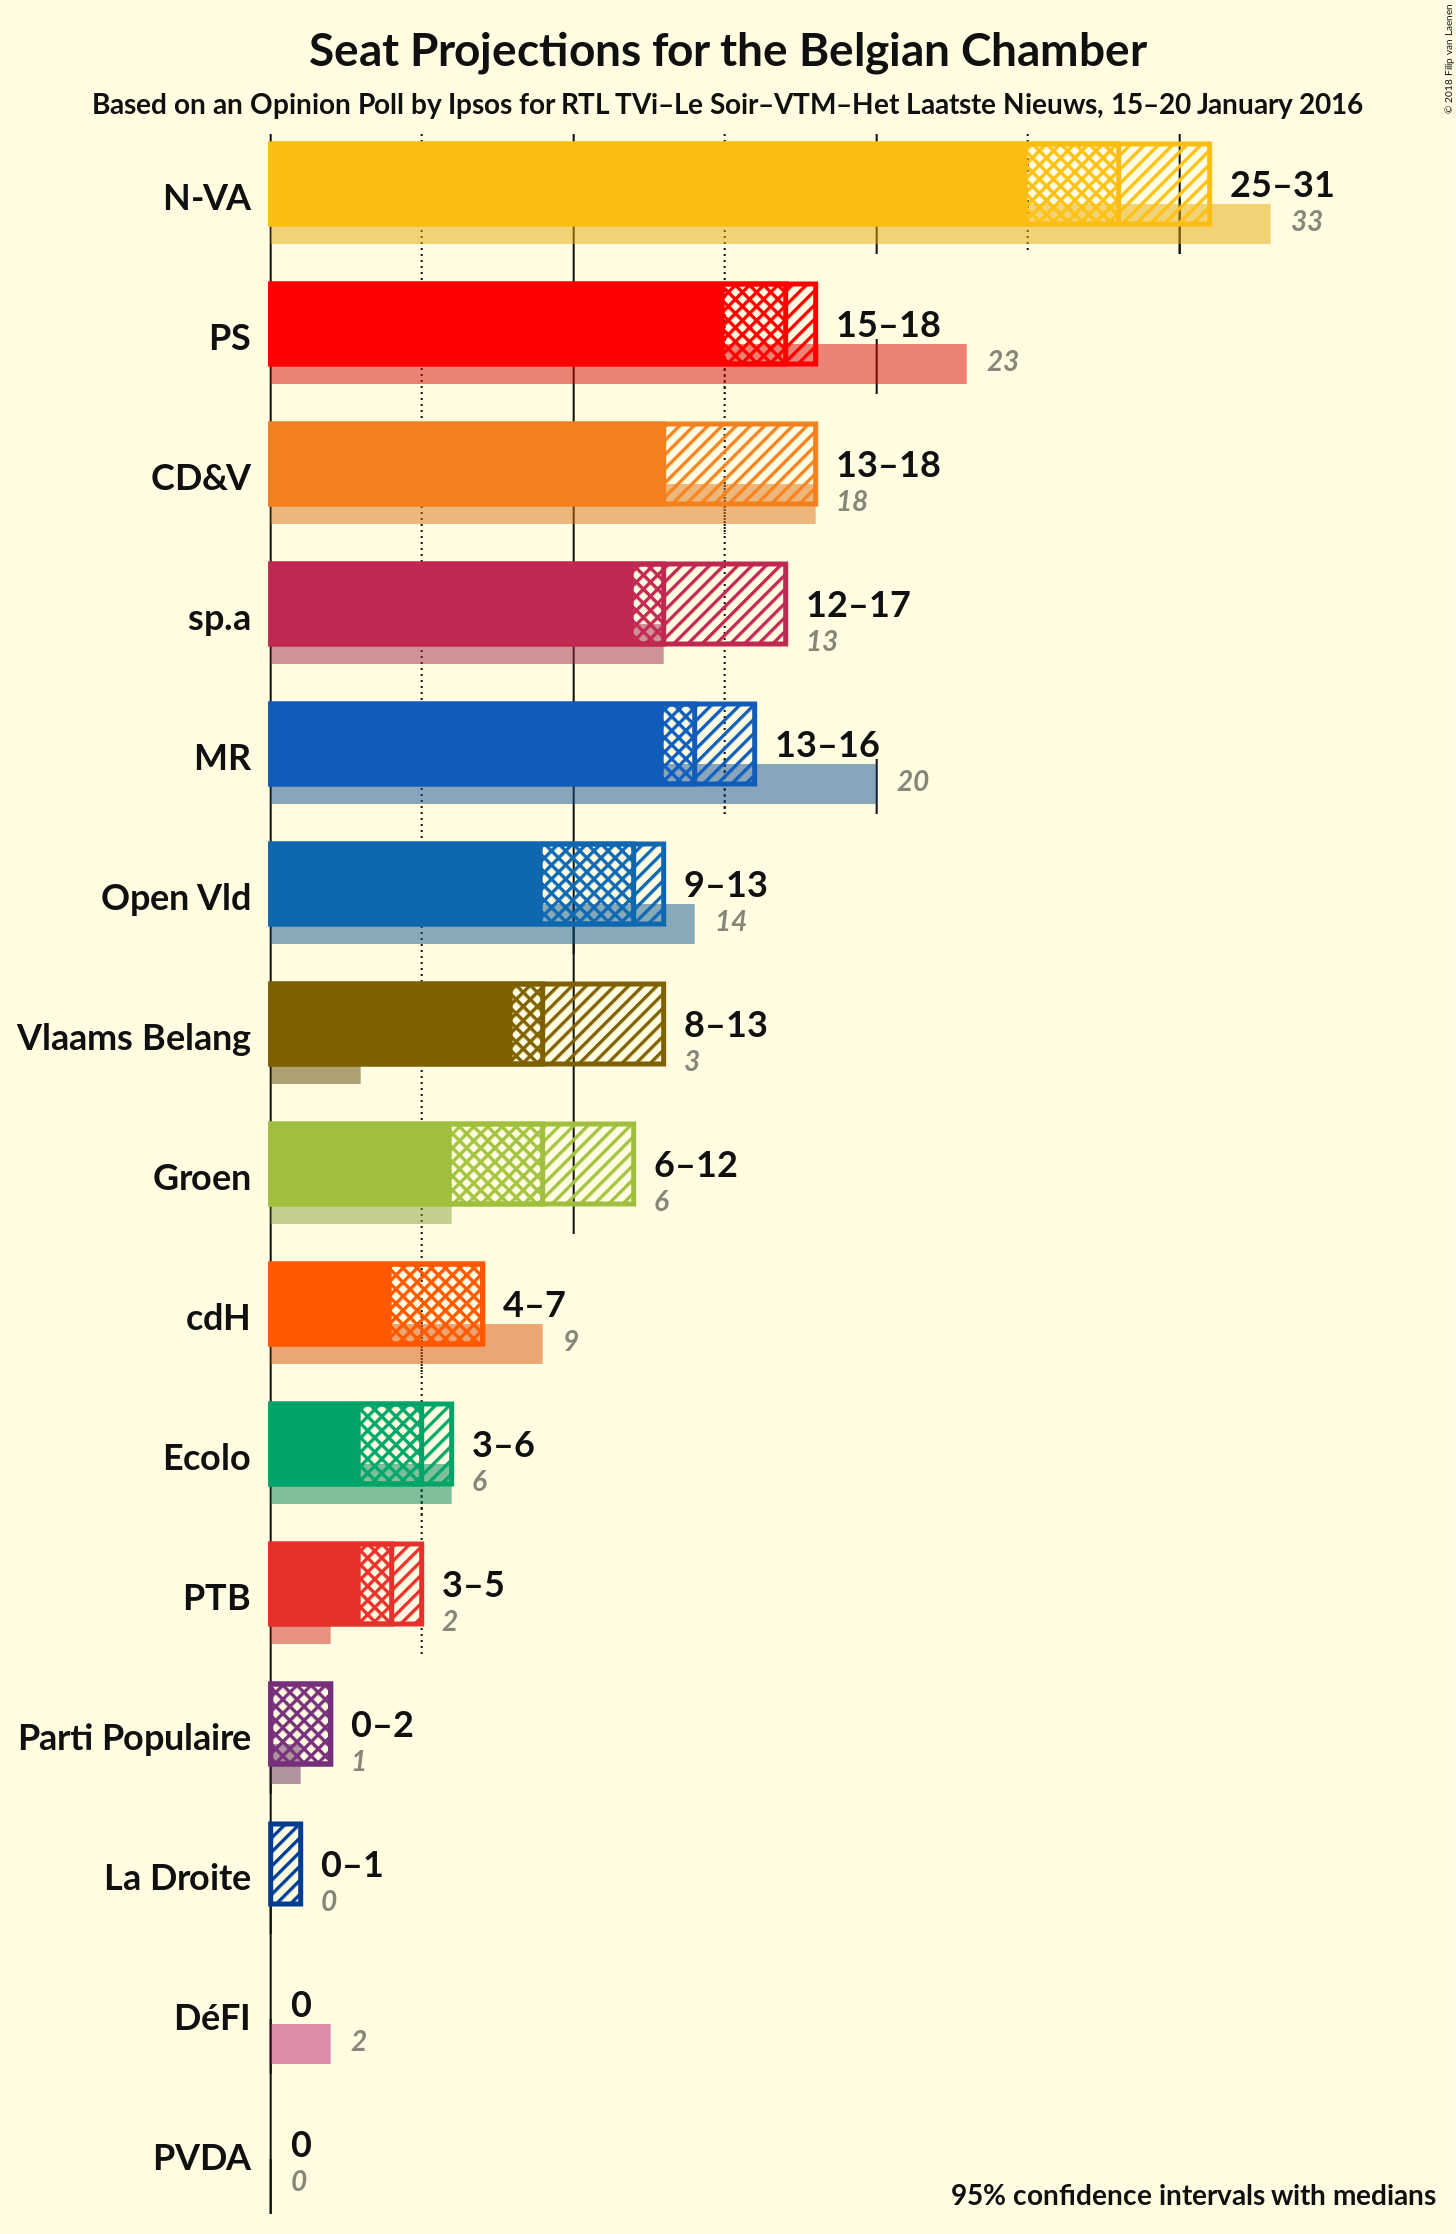 Seat Projections for the Belgian Chamber
Based on an Opinion Poll by Ipsos for RTL TVi–Le Soir–VTM–Het Laatste Nieuws, 15–20 January 2016
© 2018 Filip van Laenen
N-VA
25–31
33
PS
15–18
23
CD&V
13–18
18
sp.a
12–17
13
MR
13–16
20
Open Vld
9–13
14
Vlaams Belang
8–13
3
Groen
6–12
6
cdH
4–7
9
Ecolo
3–6
6
PTB
3–5
2
Parti Populaire
0–2
1
La Droite
0–1
0
DéFI
0
2
PVDA
0
0
95% confidence intervals with medians